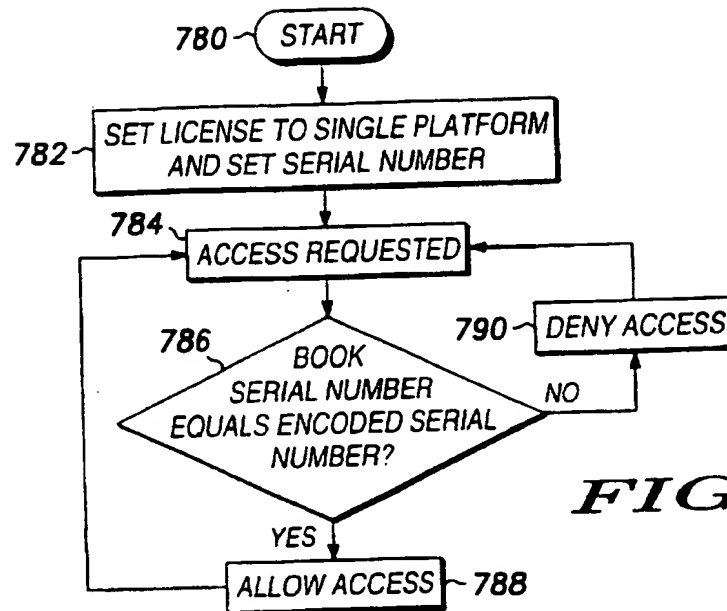 780
START
782
SET LICENSE TO SINGLE PLATFORM
AND SET SERIAL NUMBER
784
ACCESS REQUESTED
786
BOOK
SERIAL NUMBER
EQUALS ENCODED SERIAL
NUMBER?
NO
790
DENY ACCESS
YES
ALLOW ACCESS
788
FIG